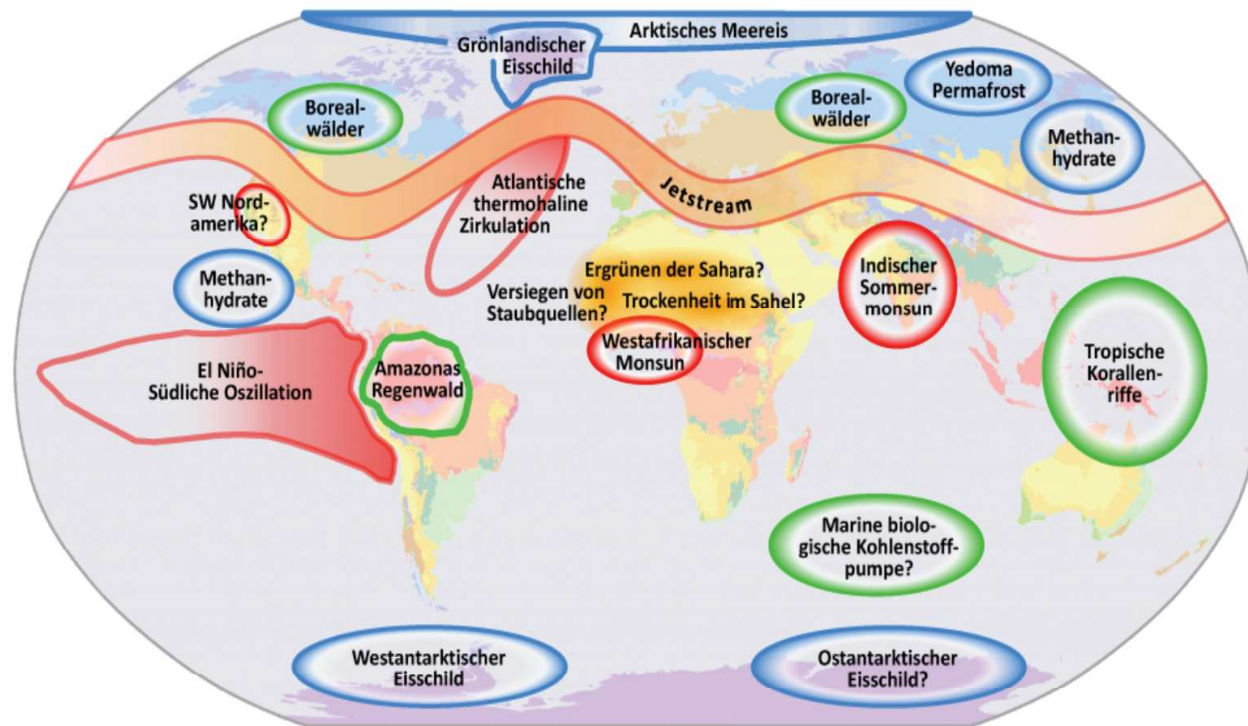 Arktisches Meereis
Grönlandischer
Eisschild
Yedoma
Permafrost
Boreal-
wälder
Boreal-
wälder
Methan-
hydrate
Jetstream
Atlantische
thermohaline
Zirkulation
SW Nord-
amerika?
Methan-
hydrate
Ergrünen der Sahara?
Versiegen von
Staubquellen?
Trockenheit im Sahel?
Indischer
Sommer-
monsun
Westafrikanischer
Monsun
El Niño-
Südliche Oszillation
Amazonas
Regenwald
Tropische
Korallen-
riffe
Marine biolo-
gische Kohlenstoff-
pumpe?
Westantarktischer
Eisschild
Ostantarktischer
Eisschild?